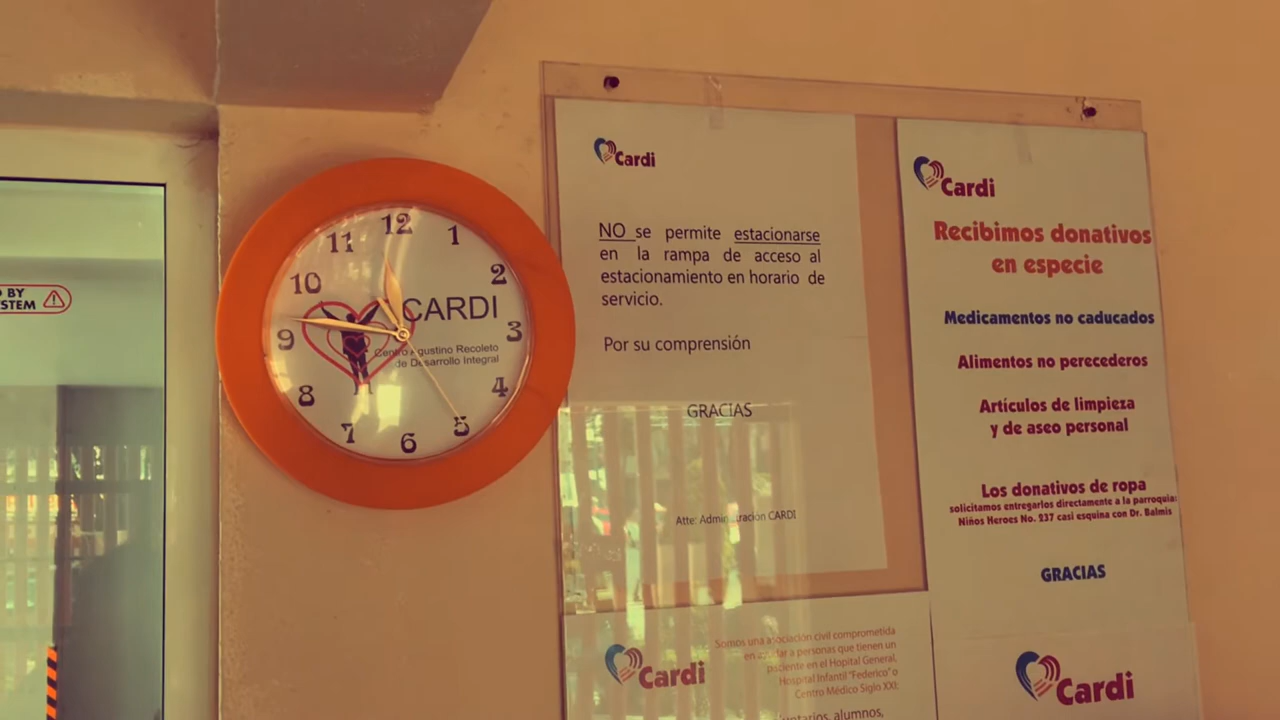 D BY
STEM
12
1
2
3
4
5
6
7
8
9
10
11
CARDI
Centro Agustino Recoleto
de Desarrollo Integral
Cardi
NO se permite estacionarse
en la rampa de acceso al
estacionamiento en horario de
servicio.
Por su comprensión
GRACIAS
Atte: Administración CARDI
Cardi
Somos una asociación civil comprometida
en ayudar a personas que tienen un
paciente en el Hopital General,
Hospital Infantil "Federico" o
Centro Médico Siglo XXI;
alumnos,
Cardi
Recibimos donativos
en especie
Medicamentos no caducados
Alimentos no perecederos
Artículos de limpieza
y de aseo personal
Los donativos de ropa
solicitamos entregarlos directamente a la parroquia:
Niños Heroes No. 237 casi esquina con Dr. Balmis
GRACIAS
Cardi